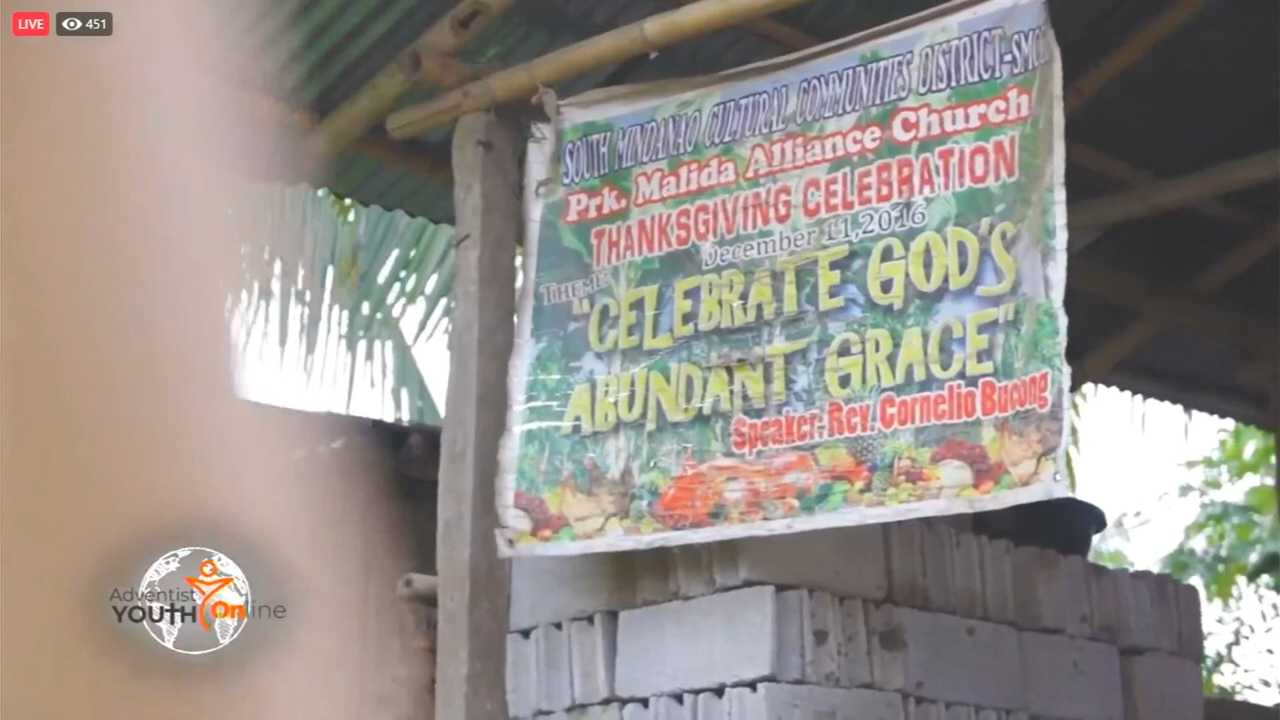 LIVE 451
SOUTH MINDANAO CULTURAL COMMUNITIES DISTRICT-SMC
Prk. Malida Alliance Church
THANKSGIVING CELEBRATION
December 11,2016
THEME:
"CELEBRATE GOD'S
ABUNDANT GRACE"
Speaker: Rev. Cornelio Bucong
Adventist
YOUTH Online